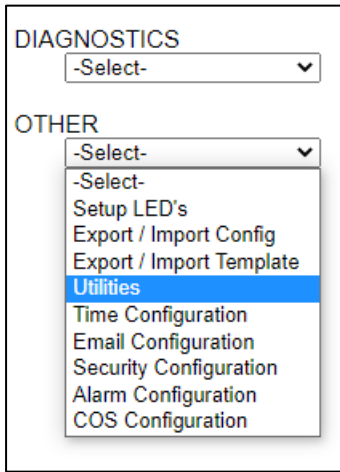 DIAGNOSTICS
-Select-
OTHER
-Select-
-Select-
Setup LED's
Export / Import Config
Export / Import Template
Utilities
Time Configuration
Email Configuration
Security Configuration
Alarm Configuration
COS Configuration